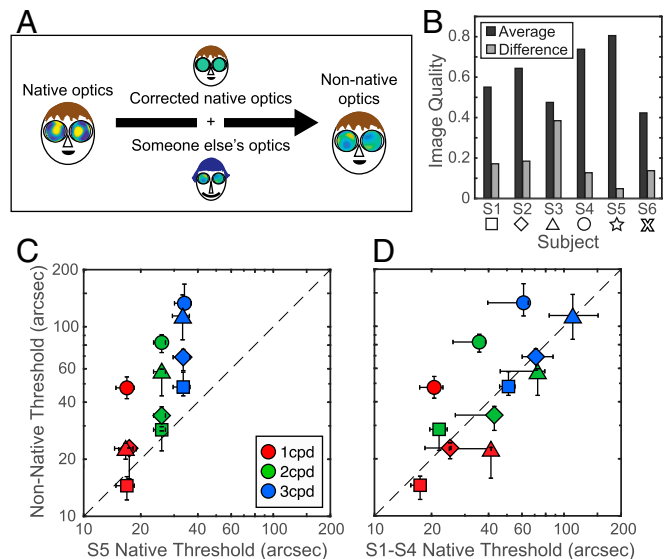 A
Native optics
Corrected native optics
+
Someone else's optics
Non-native
optics
B
Average
Difference
Image Quality
0.8
0.6
0.4
0.2
0
S1 S2 S3 S4 S5 S6
Subject
C
Non-Native Threshold (arcsec)
200
100
60
40
20
10
1cpd
2cpd
3cpd
10 20 40 60 100 200
S5 Native Threshold (arcsec)
D
10 20 40 60 100 200
S1-S4 Native Threshold (arcsec)